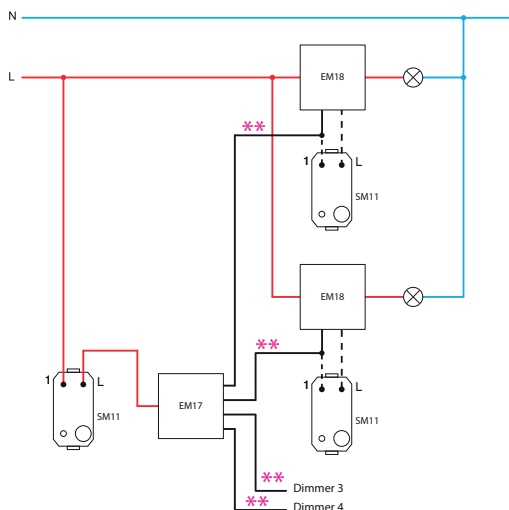 N
L
EM18
**
1 L
SM11
EM18
**
1 L
SM11
1 L
SM11
EM17
**
Dimmer 3
**
Dimmer 4